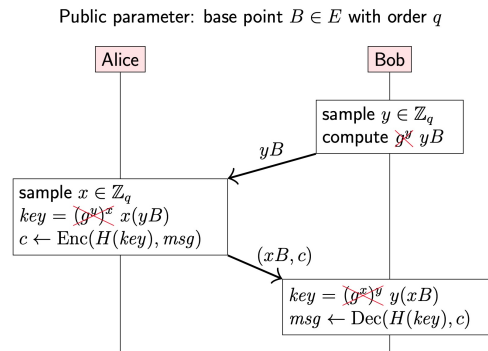 Public parameter: base point B ∈ E with order q
Alice
Bob
sample y ∈ ℤ_q
compute g^y yB
yB
sample x ∈ ℤ_q
key = (g^y)^x x(yB)
c ← Enc(H(key), msg)
(xB, c)
key = (g^x)^y y(xB)
msg ← Dec(H(key), c)